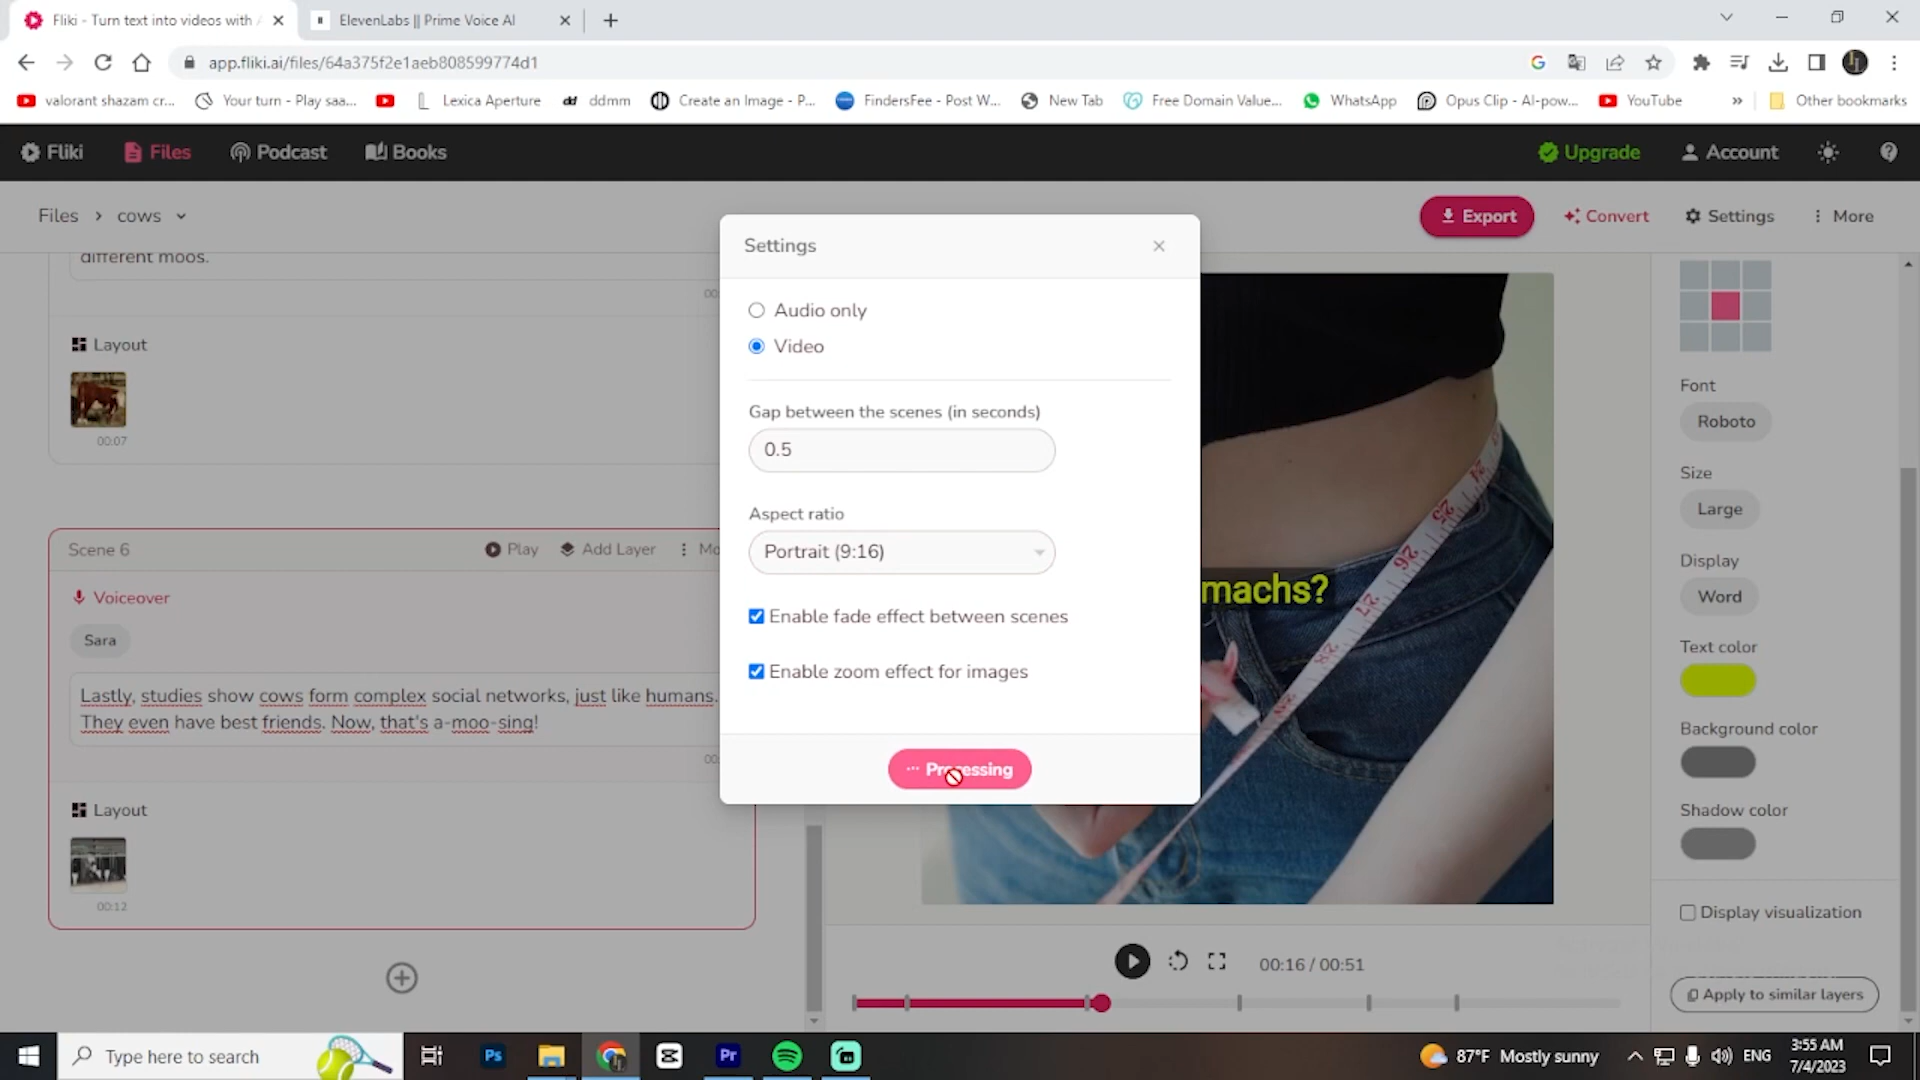 Fliki - Turn text into videos with A
ElevenLabs || Prime Voice AI
app.fliki.ai/files/64a375f2e1aeb808599774d1
valorant shazam cr...
Your turn - Play saa...
Lexica Aperture
ddmm
Create an Image - P...
FindersFee - Post W...
New Tab
Free Domain Value...
WhatsApp
Opus Clip - AI-pow...
YouTube
»
Other bookmarks
Fliki
Files
Podcast
Books
Upgrade
Account
Files > cows
Export
Convert
Settings
More
different moos.
00:
Layout
00:07
Scene 6
Play
Add Layer
Mo
Voiceover
Sara
Lastly, studies show cows form complex social networks, just like humans.
They even have best friends. Now, that's a-moo-sing!
00:
Layout
00:12
Settings
Audio only
Video
Gap between the scenes (in seconds)
0.5
Aspect ratio
Portrait (9:16)
Enable fade effect between scenes
Enable zoom effect for images
Processing
machs?
00:16 / 00:51
Font
Roboto
Size
Large
Display
Word
Text color
Background color
Shadow color
Display visualization
Apply to similar layers
Type here to search
Ps
Pr
87°F Mostly sunny
ENG
3:55 AM
7/4/2023